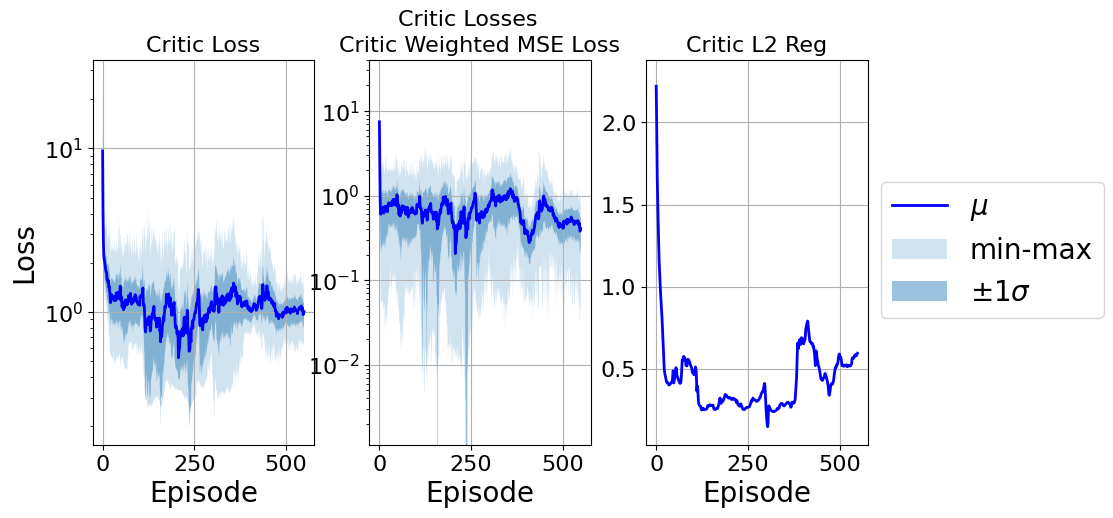 Critic Losses
Critic Loss
Critic Weighted MSE Loss
Critic L2 Reg
Loss
10^1
10^0
0
250
500
Episode
10^1
10^0
10^−1
10^−2
0
250
500
Episode
2.0
1.5
1.0
0.5
0
250
500
Episode
μ
min-max
±1σ